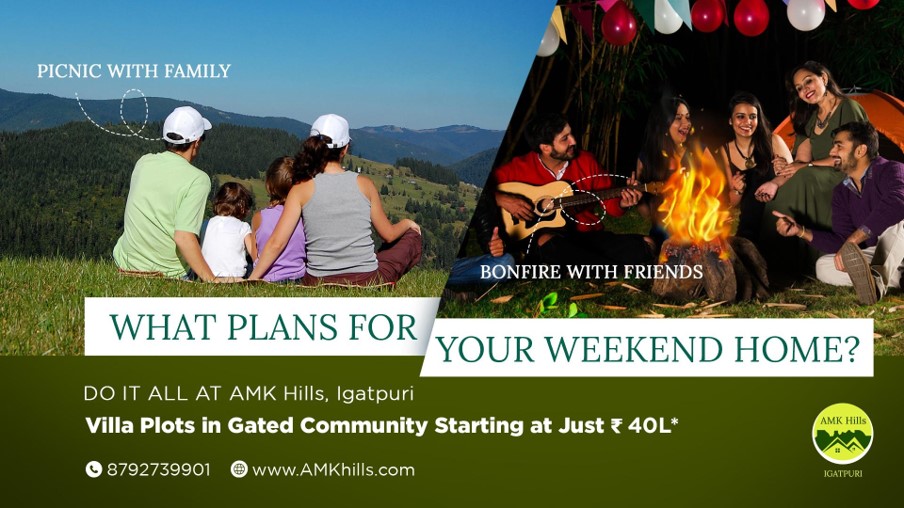 PICNIC WITH FAMILY
BONFIRE WITH FRIENDS
WHAT PLANS FOR
YOUR WEEKEND HOME?
DO IT ALL AT AMK Hills, Igatpuri
Villa Plots in Gated Community Starting at Just ₹ 40L*
8792739901 www.AMKhills.com
AMK Hills
IGATPURI